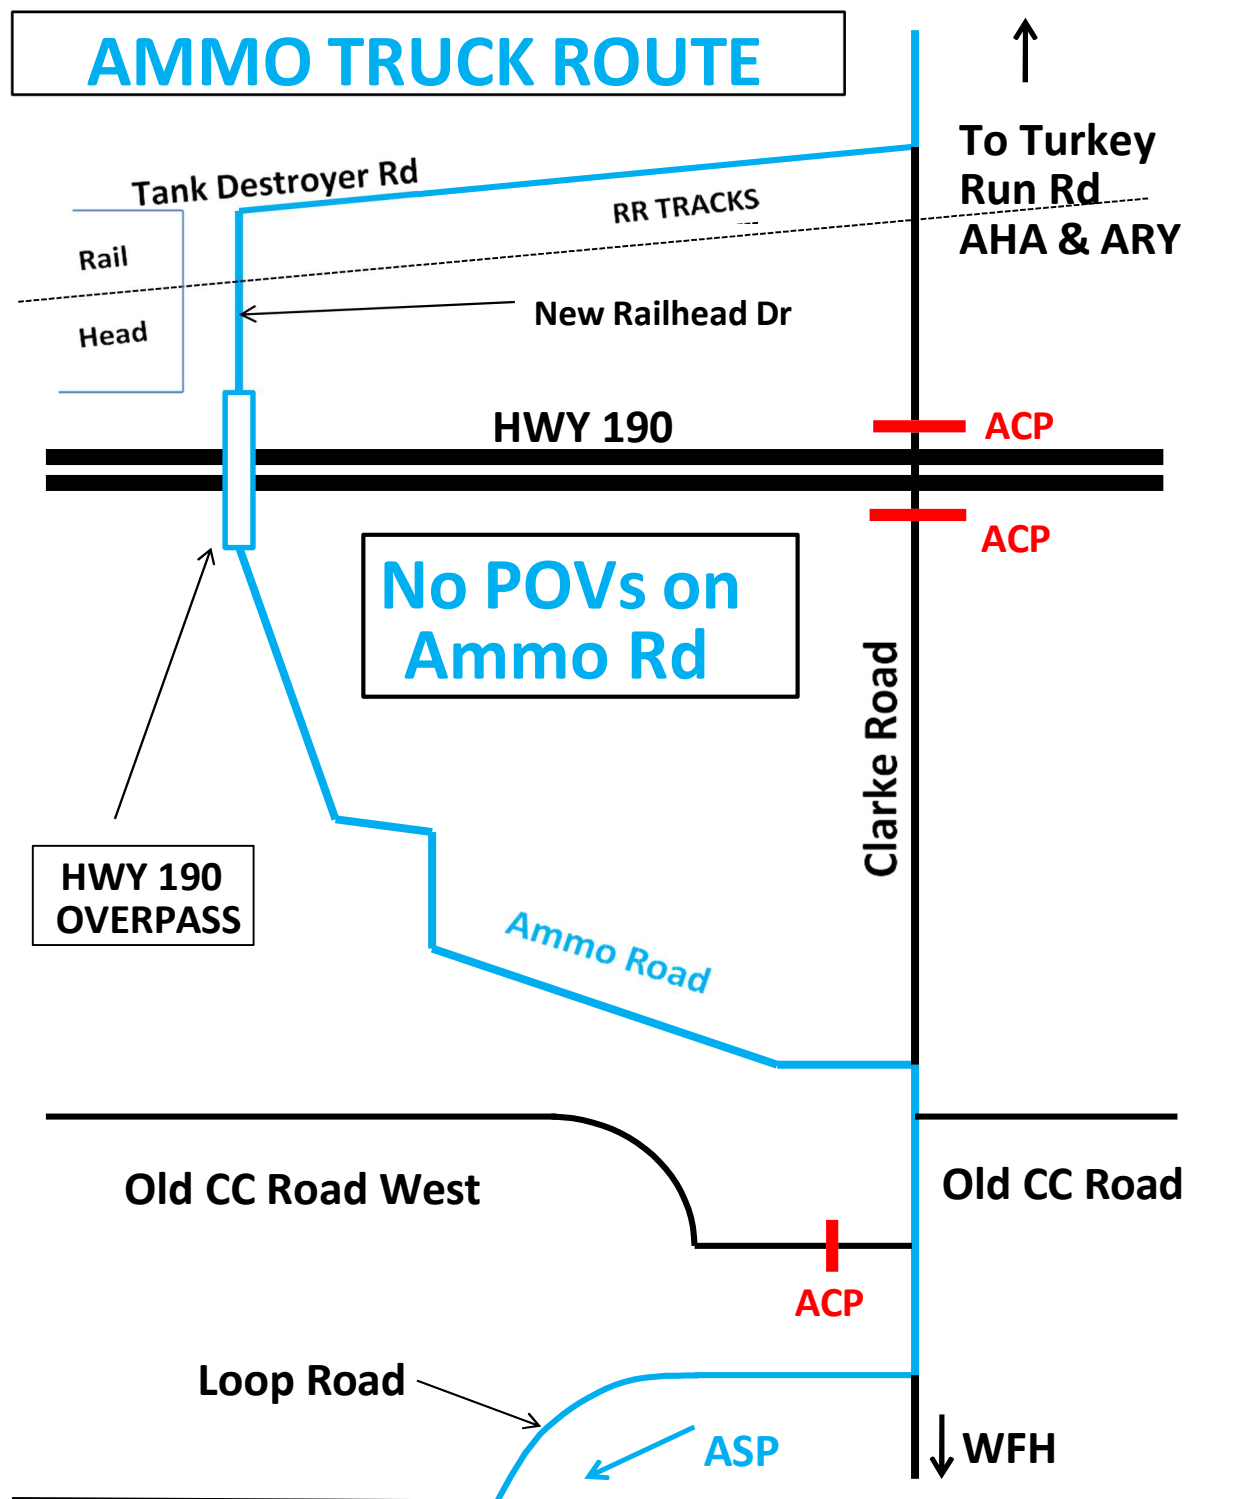 AMMO TRUCK ROUTE
To Turkey
Run Rd
AHA & ARY
Tank Destroyer Rd
RR TRACKS
Rail
Head
New Railhead Dr
HWY 190
ACP
ACP
No POVs on
Ammo Rd
Clarke Road
HWY 190
OVERPASS
Ammo Road
Old CC Road West
Old CC Road
ACP
Loop Road
ASP
WFH